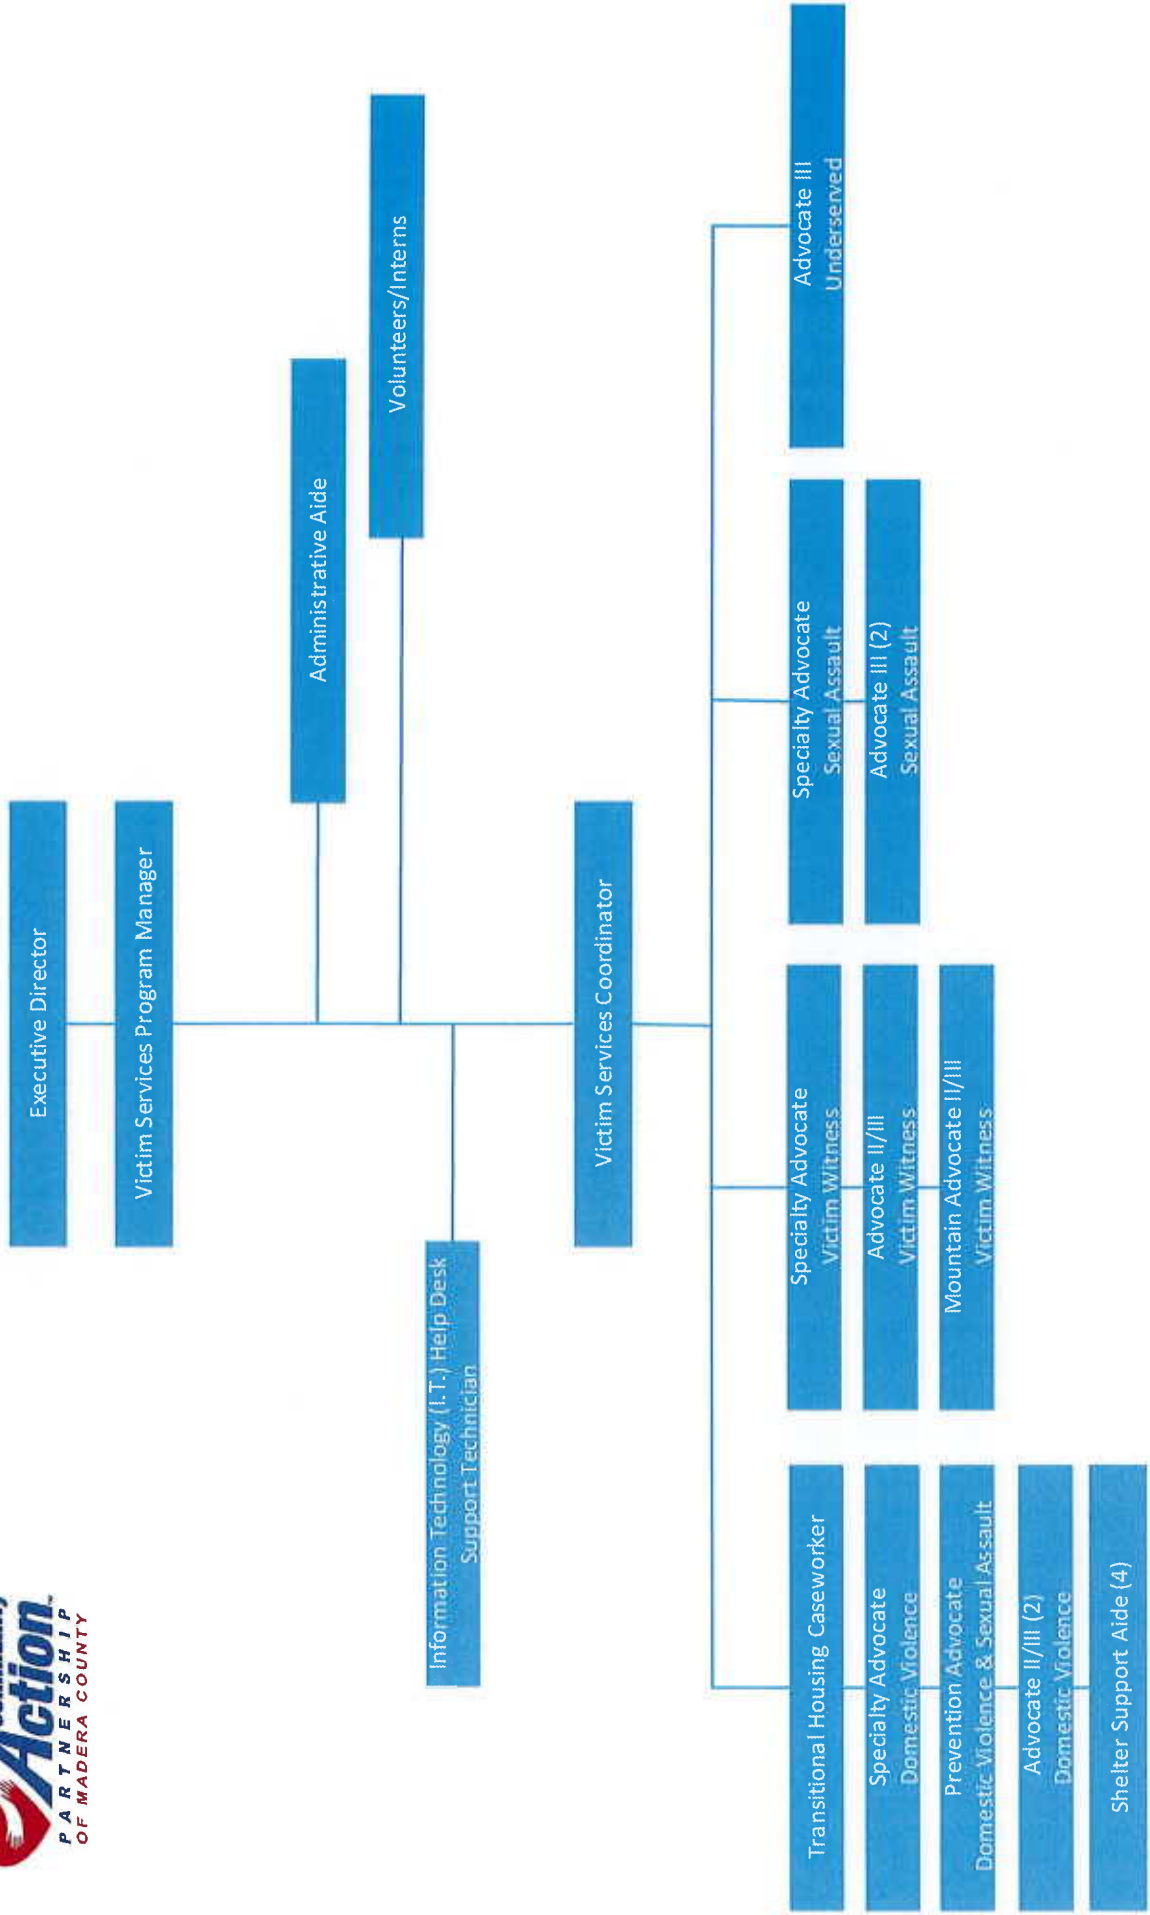 Action
PARTNERSHIP
OF MADERA COUNTY
Executive Director
Victim Services Program Manager
Administrative Aide
Volunteers/Interns
Information Technology (I.T.) Help Desk
Support Technician
Victim Services Coordinator
Transitional Housing Caseworker
Specialty Advocate
Domestic Violence
Prevention Advocate
Domestic Violence & Sexual Assault
Advocate II/III (2)
Domestic Violence
Shelter Support Aide (4)
Specialty Advocate
Victim Witness
Advocate II/III
Victim Witness
Mountain Advocate II/III
Victim Witness
Specialty Advocate
Sexual Assault
Advocate III (2)
Sexual Assault
Advocate III
Underserved